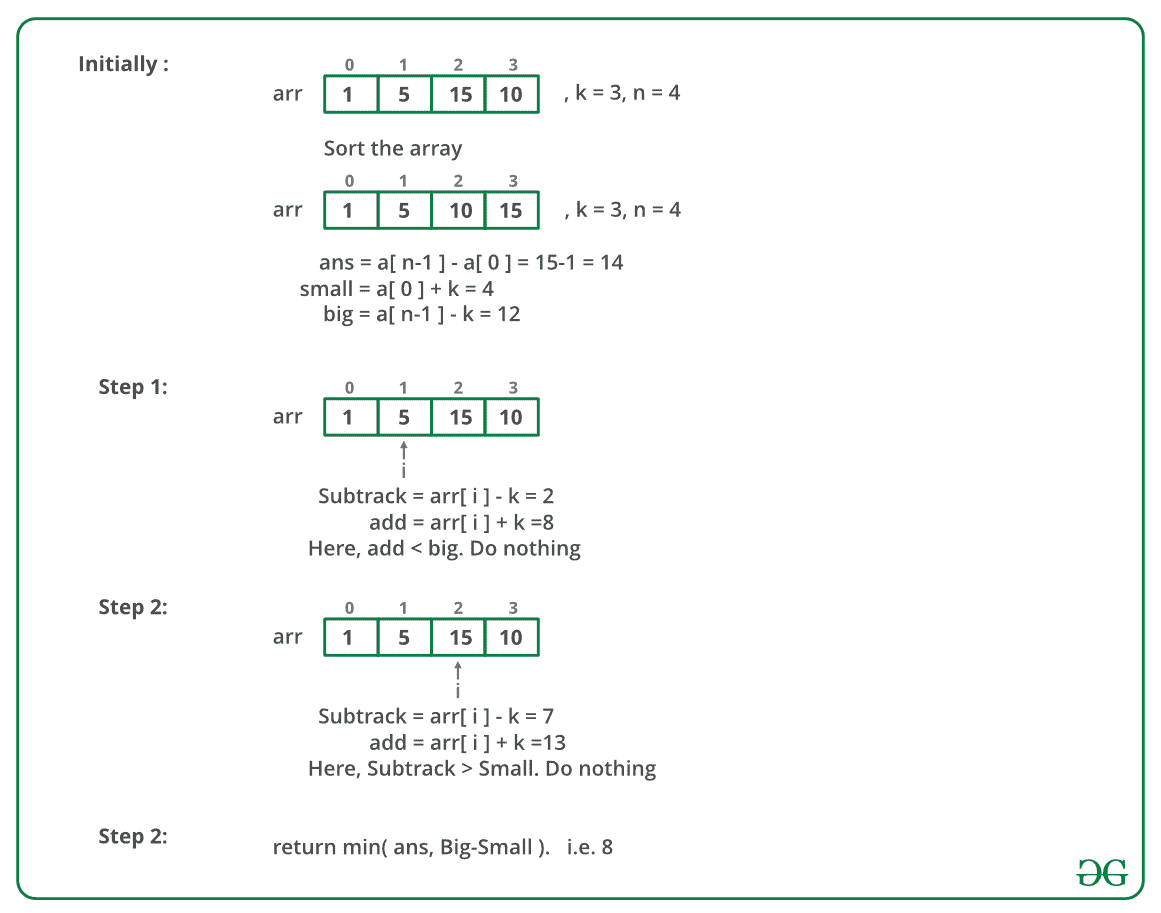 Initially :
0 1 2 3
arr 1 5 15 10 , k = 3, n = 4
Sort the array
0 1 2 3
arr 1 5 10 15 , k = 3, n = 4
ans = a[ n-1 ] - a[ 0 ] = 15-1 = 14
small = a[ 0 ] + k = 4
big = a[ n-1 ] - k = 12
Step 1:
0 1 2 3
arr 1 5 15 10
i
Subtrack = arr[ i ] - k = 2
add = arr[ i ] + k =8
Here, add < big. Do nothing
Step 2:
0 1 2 3
arr 1 5 15 10
i
Subtrack = arr[ i ] - k = 7
add = arr[ i ] + k =13
Here, Subtrack > Small. Do nothing
Step 2:
return min( ans, Big-Small ). i.e. 8